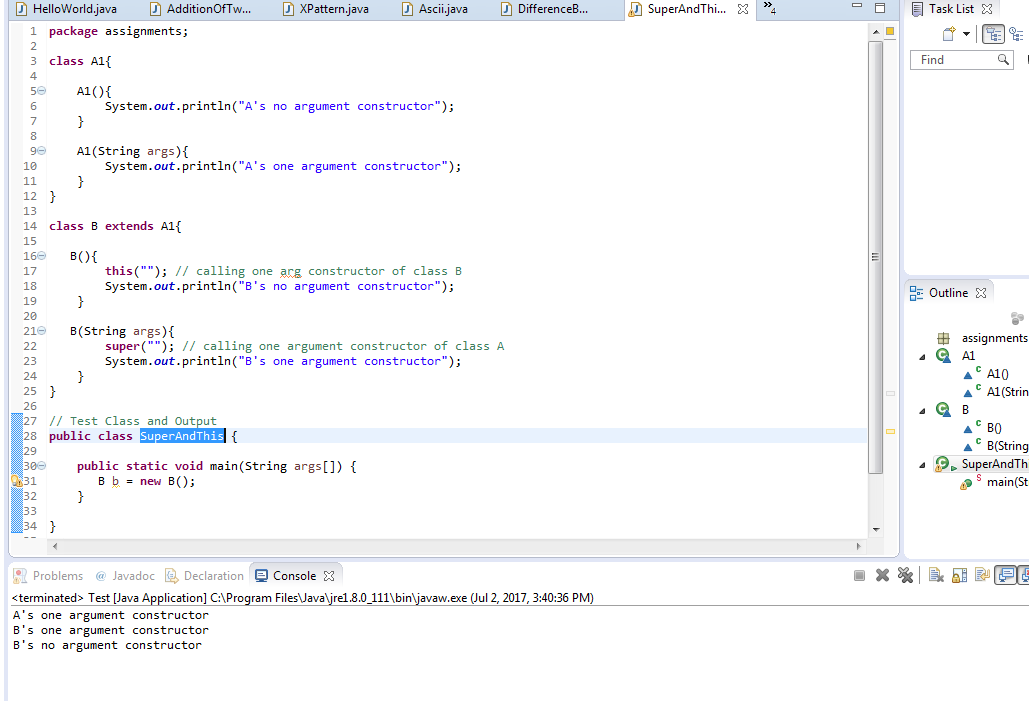 HelloWorld.java AdditionOfTw... XPattern.java Ascii.java DifferenceB... SuperAndThi... »4
Task List
Find
1 package assignments;
2
3 class A1{
4
5 A1(){
6 System.out.println("A's no argument constructor");
7 }
8
9 A1(String args){
10 System.out.println("A's one argument constructor");
11 }
12 }
13
14 class B extends A1{
15
16 B(){
17 this(""); // calling one arg constructor of class B
18 System.out.println("B's no argument constructor");
19 }
20
21 B(String args){
22 super(""); // calling one argument constructor of class A
23 System.out.println("B's one argument constructor");
24 }
25 }
26
27 // Test Class and Output
28 public class SuperAndThis {
29
30 public static void main(String args[]) {
31 B b = new B();
32 }
33
34 }
Outline
assignments
A1
A1()
A1(Strin
B
B()
B(String
SuperAndTh
main(St
Problems @ Javadoc Declaration Console
<terminated> Test [Java Application] C:\Program Files\Java\jre1.8.0_111\bin\javaw.exe (Jul 2, 2017, 3:40:36 PM)
A's one argument constructor
B's one argument constructor
B's no argument constructor